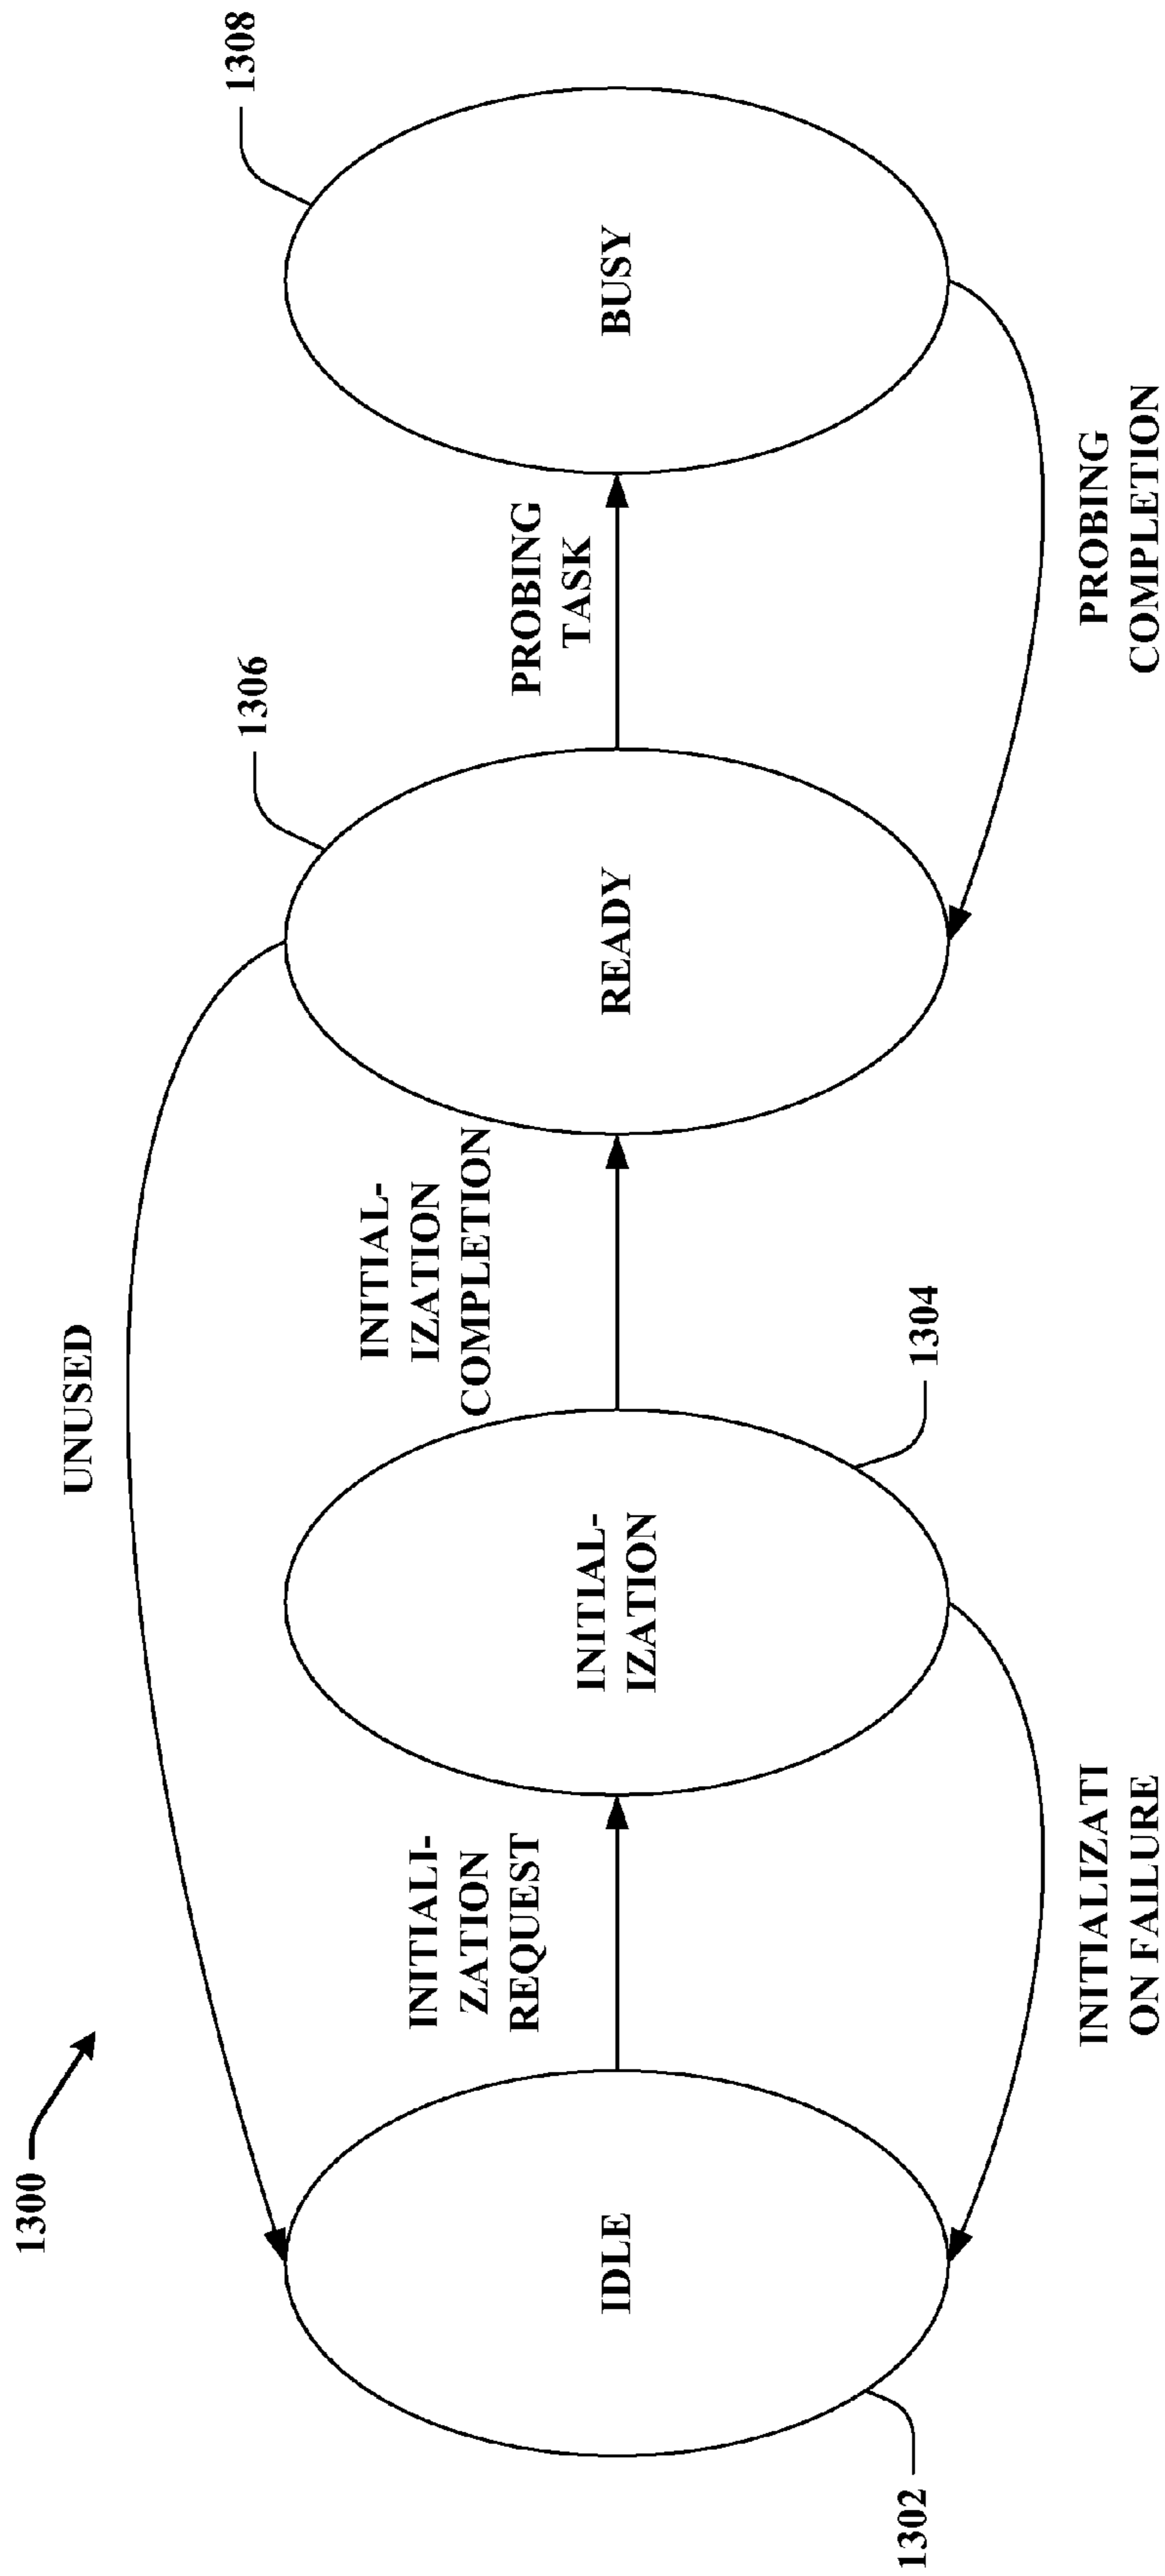 1300
UNUSED
1302
IDLE
INITIALI-
ZATION
REQUEST
INITIAL-
IZATION
1304
INITIALIZATI
ON FAILURE
INITIAL-
IZATION
COMPLETION
READY
1306
PROBING
TASK
BUSY
1308
PROBING
COMPLETION